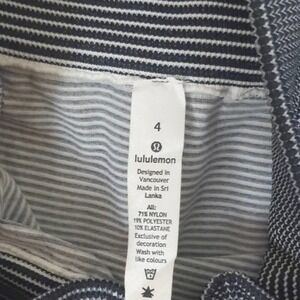 4
lululemon
Designed in
Vancouver
Made in Sri
Lanka
All:
71% NYLON
19% POLYESTER
10% ELASTANE
Exclusive of
decoration
Wash with
like colours